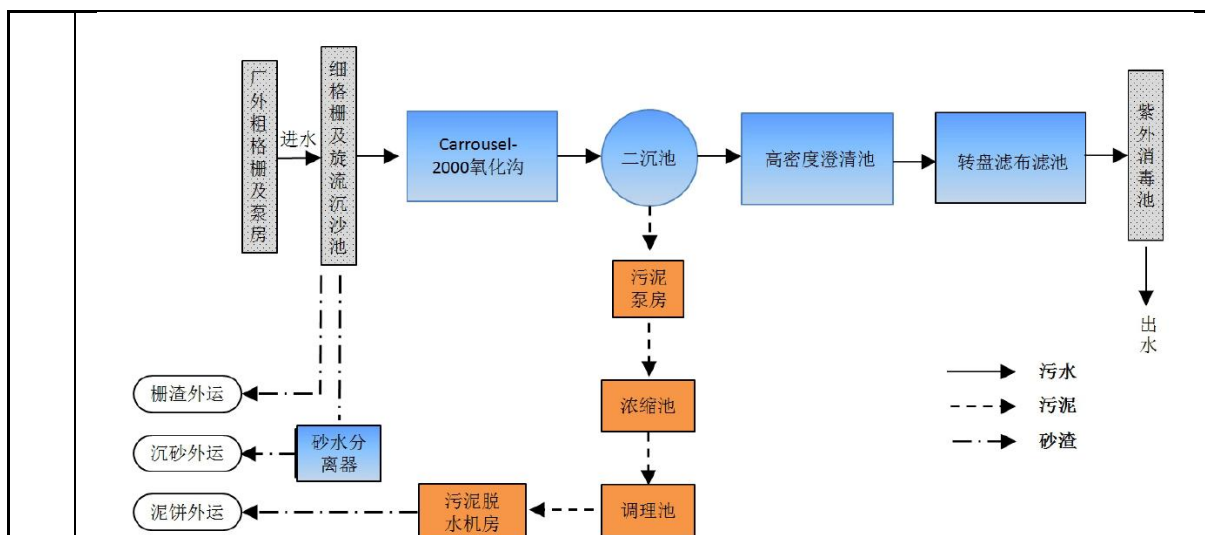 厂外粗格栅及泵房
进水
细格栅及旋流沉沙池
Carrousel-
2000氧化沟
二沉池
高密度澄清池
转盘滤布滤池
紫外消毒池
出水
污泥
泵房
浓缩池
调理池
污泥脱
水机房
砂水分
离器
栅渣外运
沉砂外运
泥饼外运
污水
污泥
砂渣